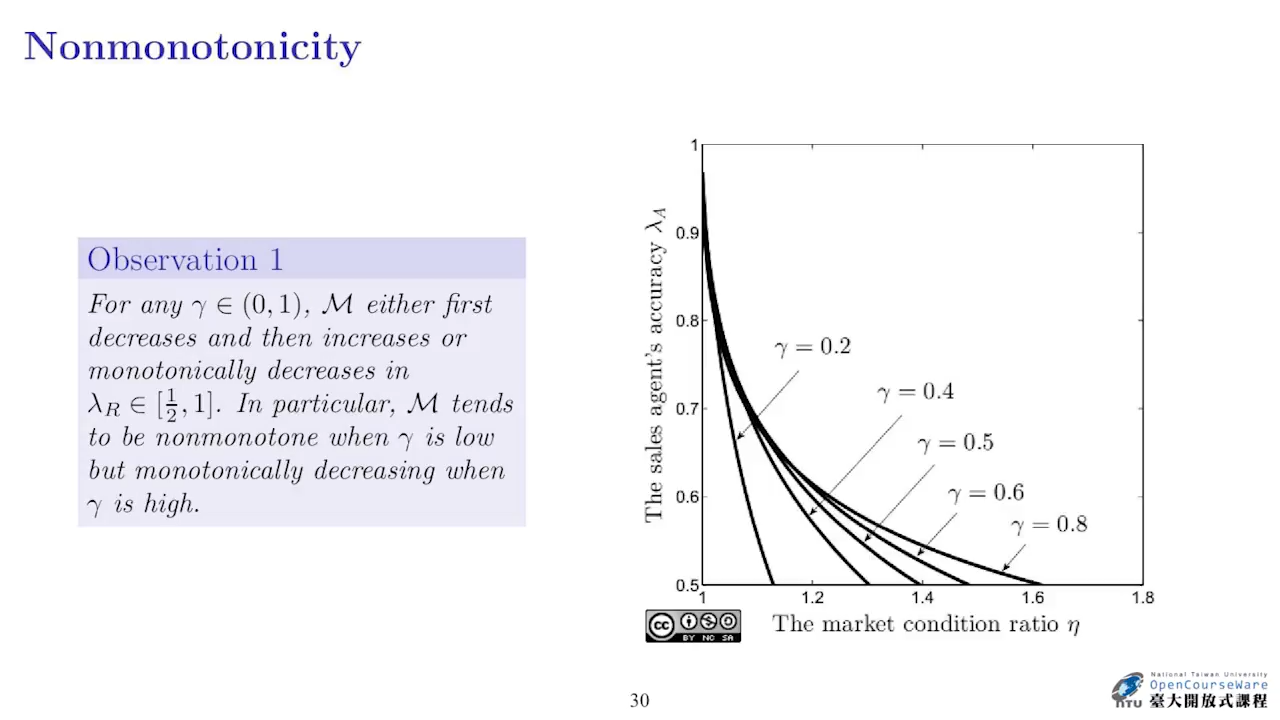 Nonmonotonicity
Observation 1
For any γ ∈ (0, 1), ℳ either first
decreases and then increases or
monotonically decreases in
λ_R ∈ [1/2, 1]. In particular, ℳ tends
to be nonmonotone when γ is low
but monotonically decreasing when
γ is high.
The sales agent's accuracy λ_A
1
0.9
0.8
0.7
0.6
0.5
γ = 0.2
γ = 0.4
γ = 0.5
γ = 0.6
γ = 0.8
1 1.2 1.4 1.6 1.8
The market condition ratio η
cc
BY NC SA
30
National Taiwan University
OpenCourseWare
NTU 臺大開放式課程